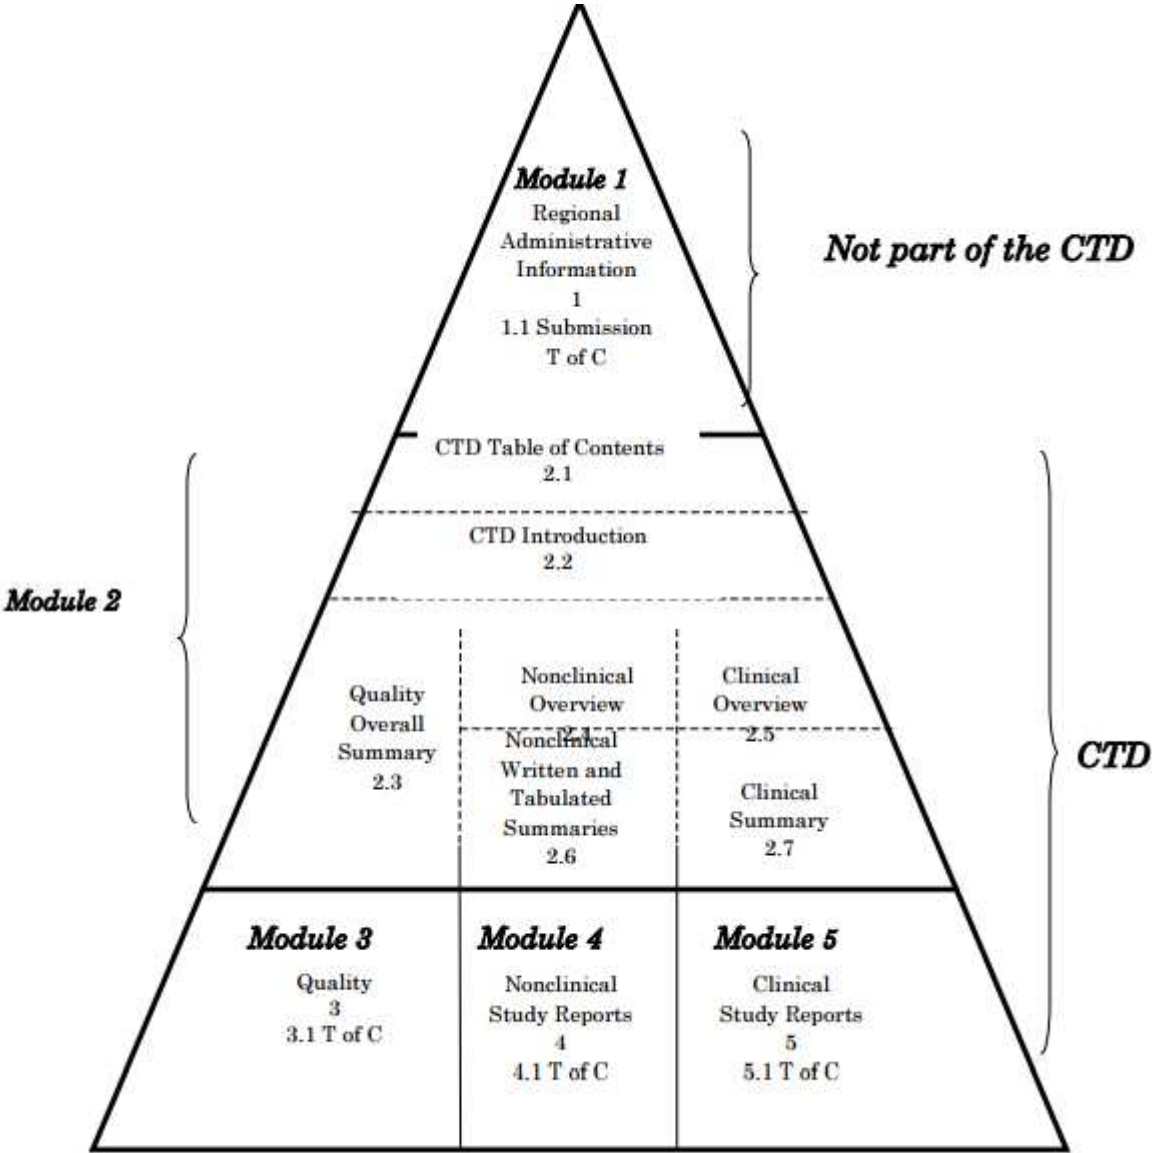 Module 1
Regional
Administrative
Information
1
1.1 Submission
T of C
Not part of the CTD
CTD Table of Contents
2.1
CTD Introduction
2.2
Module 2
Quality
Overall
Summary
2.3
Nonclinical
Overview
2.4
Clinical
Overview
2.5
Nonclinical
Written and
Tabulated
Summaries
2.6
Clinical
Summary
2.7
CTD
Module 3
Quality
3
3.1 T of C
Module 4
Nonclinical
Study Reports
4
4.1 T of C
Module 5
Clinical
Study Reports
5
5.1 T of C